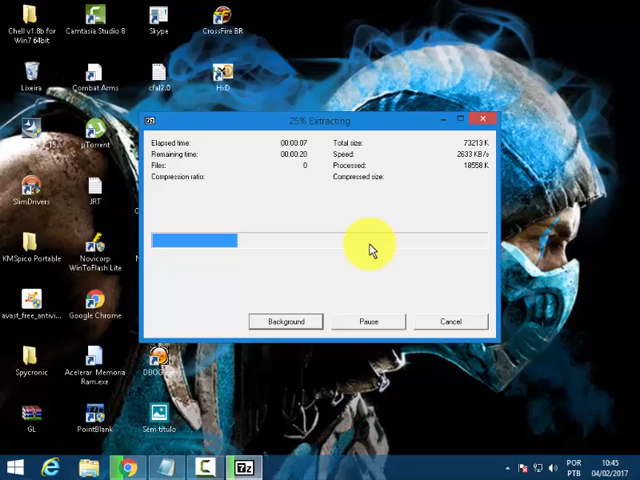 Chell v1.8b for
Win7 64bit
Camtasia Studio 8
Skype
CrossFire BR
Lixeira
Combat Arms
cfal2.0
HxD
µTorrent
SlimDrivers
JRT
KMSpico Portable
Novicorp
WinToFlash Lite
avast_free_antivi...
Google Chrome
Spycronic
Acelerar Memoria
Ram.exe
GL
PointBlank
Sem título
25% Extracting
Elapsed time:
00:00:07
Total size:
73213 K
Remaining time:
00:00:20
Speed:
2633 KB/s
Files:
0
Processed:
18558 K
Compression ratio:
Compressed size:
Background
Pause
Cancel
7z
POR
PTB
10:45
04/02/2017